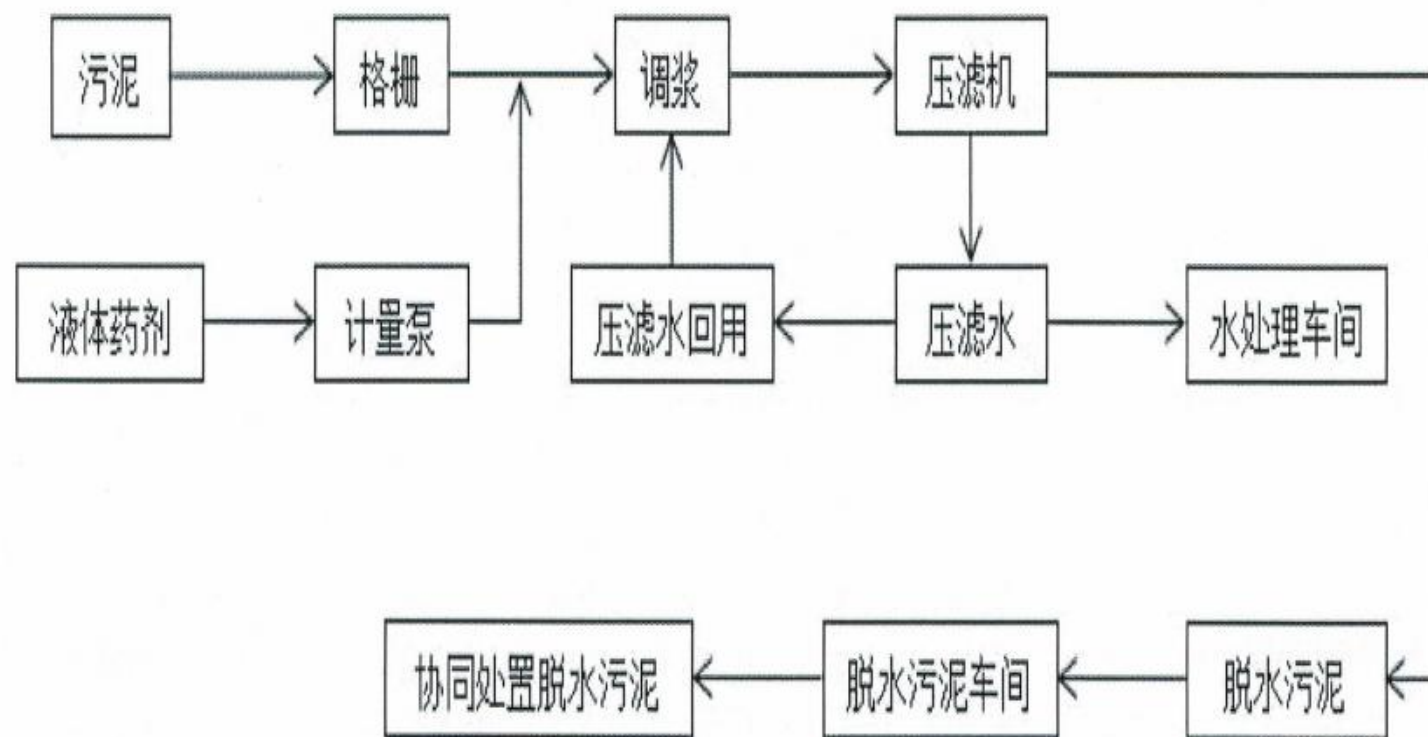 污泥
格栅
调浆
压滤机
液体药剂
计量泵
压滤水回用
压滤水
水处理车间
协同处置脱水污泥
脱水污泥车间
脱水污泥